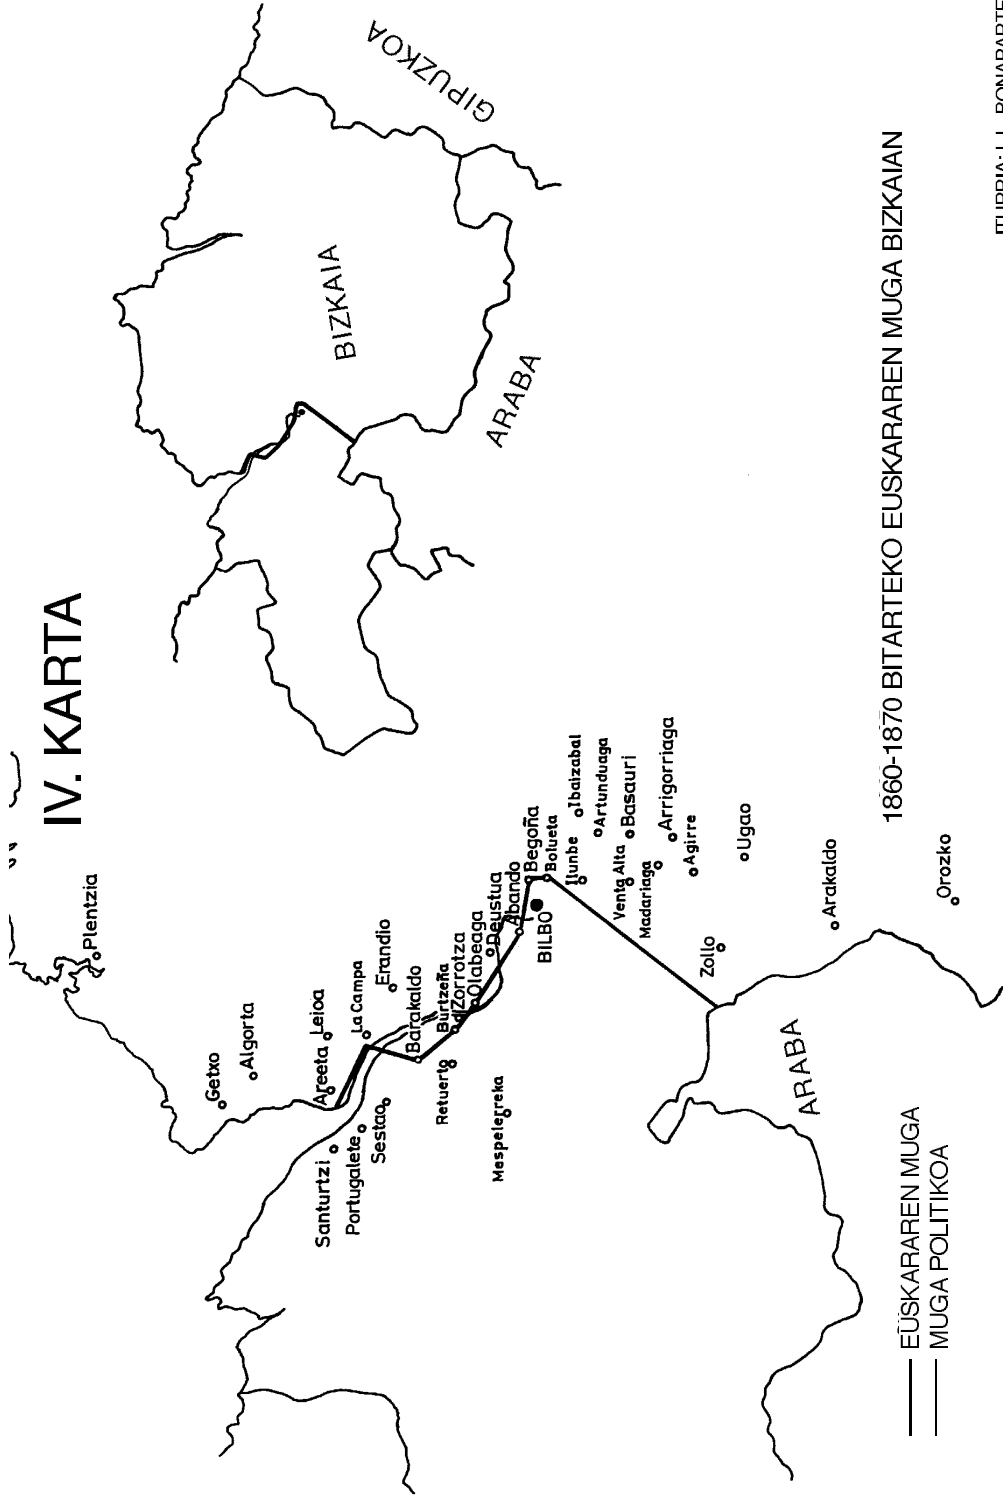 IV. KARTA
Plentzia
Getxo
Algorta
Areeta
Leioa
La Campa
Erandio
Santurtzi
Portugalete
Sestao
Barakaldo
Burtzeña
Zorrotza
Retuerto
Olabeaga
Deustua
Abando
Mespelerreka
Begoña
Bolueta
BILBO
Ilunbe
Ibaizabal
Artunduaga
Venta Alta
Basauri
Madariaga
Arrigorriaga
Agirre
Zollo
Ugao
Arakaldo
Orozko
ARABA
BIZKAIA
GIPUZKOA
ARABA
EUSKARAREN MUGA
MUGA POLITIKOA
1860-1870 BITARTEKO EUSKARAREN MUGA BIZKAIAN